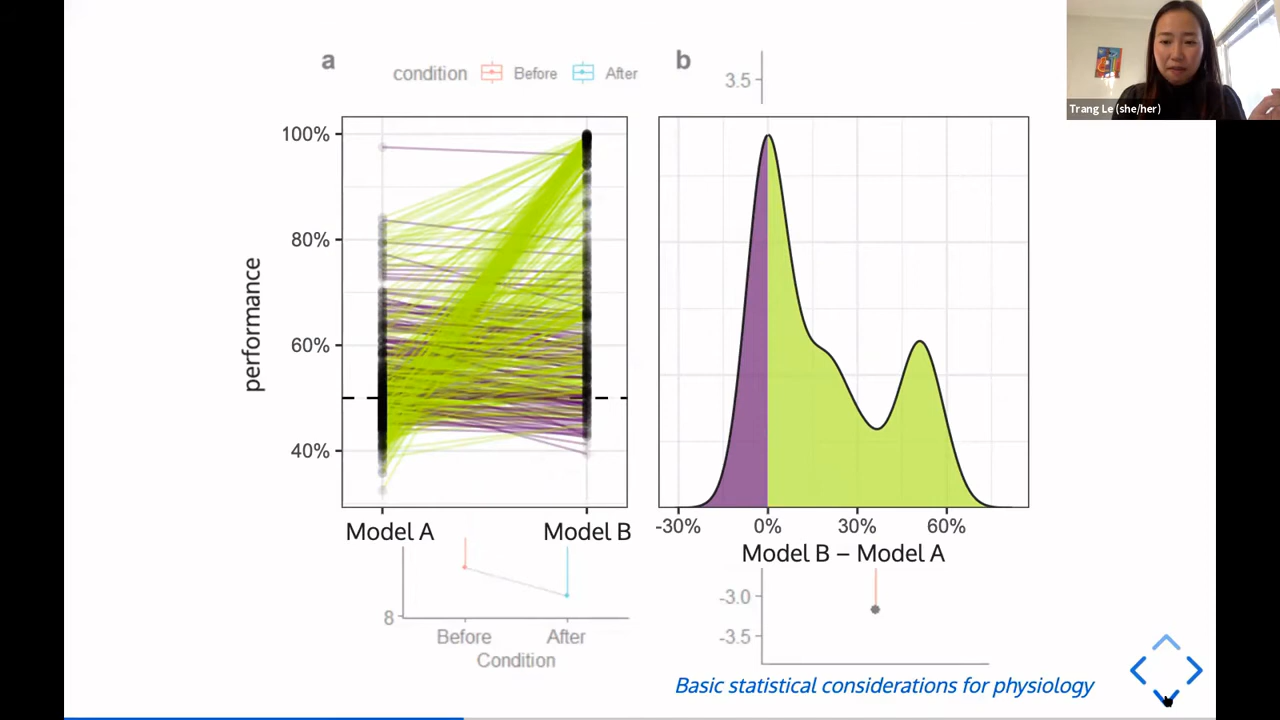 a
condition Before After
b
3.5
100%
80%
60%
40%
performance
Model A Model B
-30% 0% 30% 60%
Model B – Model A
8
Before After
Condition
-3.0
-3.5
Basic statistical considerations for physiology
Trang Le (she/her)